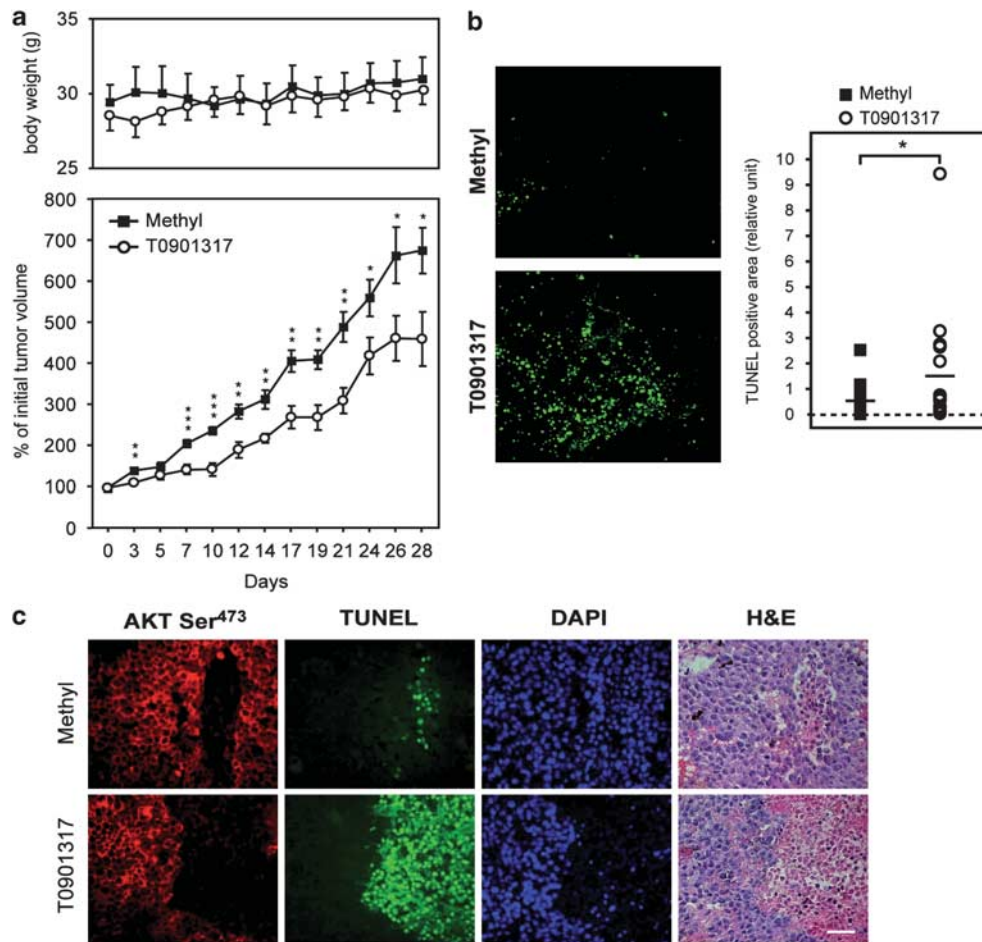 a
35
30
25
body weight (g)
800
700
600
500
400
300
200
100
0
% of initial tumor volume
Methyl
T0901317
**
***
***
**
**
**
**
**
*
*
*
0 3 5 7 10 12 14 17 19 21 24 26 28
Days
b
Methyl
T0901317
Methyl
T0901317
*
10
9
8
7
6
5
4
3
2
1
0
TUNEL positive area (relative unit)
c
AKT Ser473 TUNEL DAPI H&E
Methyl
T0901317